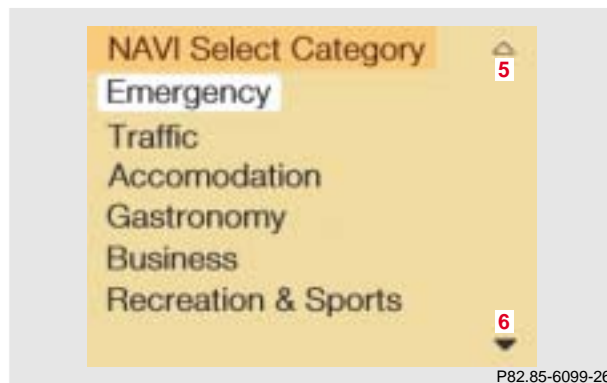 NAVI Select Category
5
Emergency
Traffic
Accomodation
Gastronomy
Business
Recreation & Sports
6
P82.85-6099-26